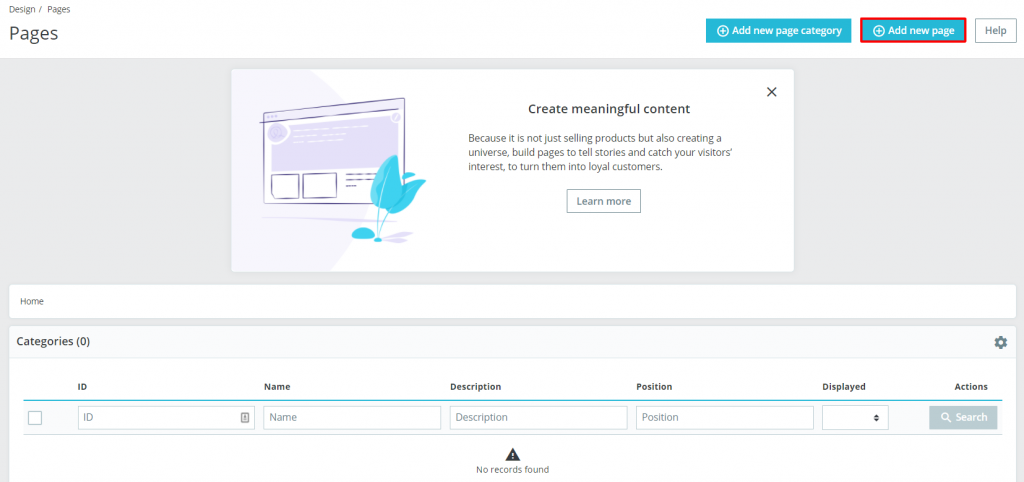 Design / Pages
Pages
Add new page category
Add new page
Help
Create meaningful content
Because it is not just selling products but also creating a
universe, build pages to tell stories and catch your visitors'
interest, to turn them into loyal customers.
Learn more
Home
Categories (0)
ID Name Description Position Displayed Actions
ID Name Description Position Search
No records found